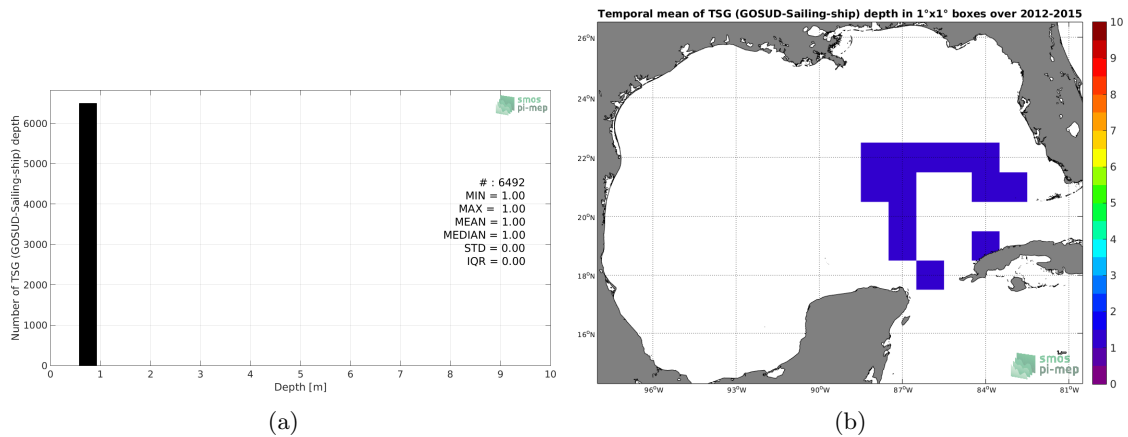 smos
pi-mep
Number of TSG (GOSUD-Sailing-ship) depth
6000
5000
4000
3000
2000
1000
0
# : 6492
MIN = 1.00
MAX = 1.00
MEAN = 1.00
MEDIAN = 1.00
STD = 0.00
IQR = 0.00
0 1 2 3 4 5 6 7 8 9 10
Depth [m]
(a)
Temporal mean of TSG (GOSUD-Sailing-ship) depth in 1°x1° boxes over 2012-2015
26°N
24°N
22°N
20°N
18°N
16°N
96°W 93°W 90°W 87°W 84°W 81°W
10
9
8
7
6
5
4
3
2
1
0
smos
pi-mep
(b)